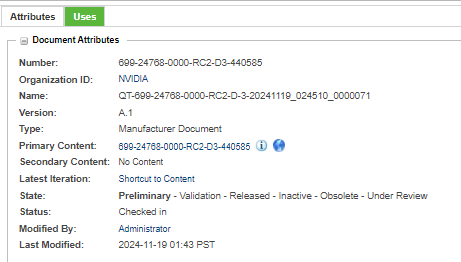 Attributes Uses
Document Attributes
Number: 699-24768-0000-RC2-D3-440585
Organization ID: NVIDIA
Name: QT-699-24768-0000-RC2-D-3-20241119_024510_0000071
Version: A.1
Type: Manufacturer Document
Primary Content: 699-24768-0000-RC2-D3-440585
Secondary Content: No Content
Latest Iteration: Shortcut to Content
State: Preliminary - Validation - Released - Inactive - Obsolete - Under Review
Status: Checked in
Modified By: Administrator
Last Modified: 2024-11-19 01:43 PST